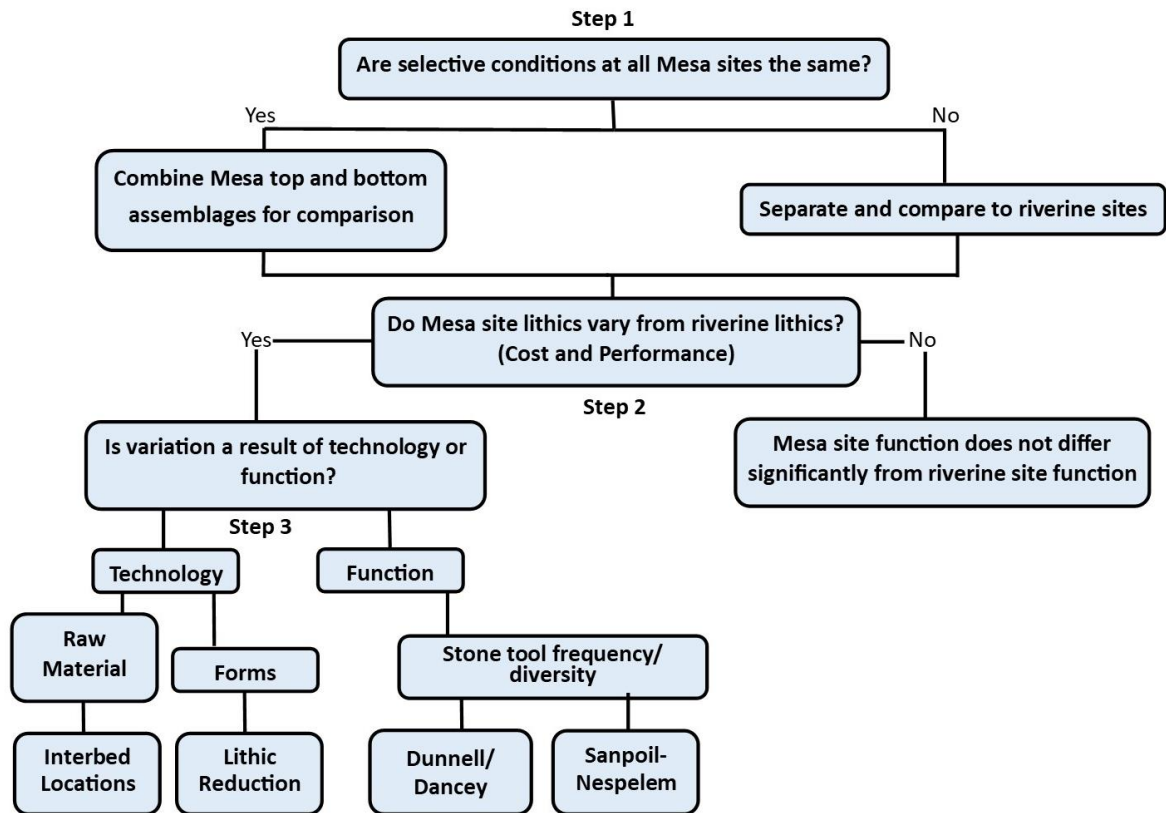 Step 1
Are selective conditions at all Mesa sites the same?
Yes
No
Combine Mesa top and bottom
assemblages for comparison
Separate and compare to riverine sites
Do Mesa site lithics vary from riverine lithics?
(Cost and Performance)
Yes
No
Step 2
Is variation a result of technology or
function?
Mesa site function does not differ
significantly from riverine site function
Step 3
Technology
Function
Raw
Material
Forms
Stone tool frequency/
diversity
Interbed
Locations
Lithic
Reduction
Dunnell/
Dancey
Sanpoil-
Nespelem